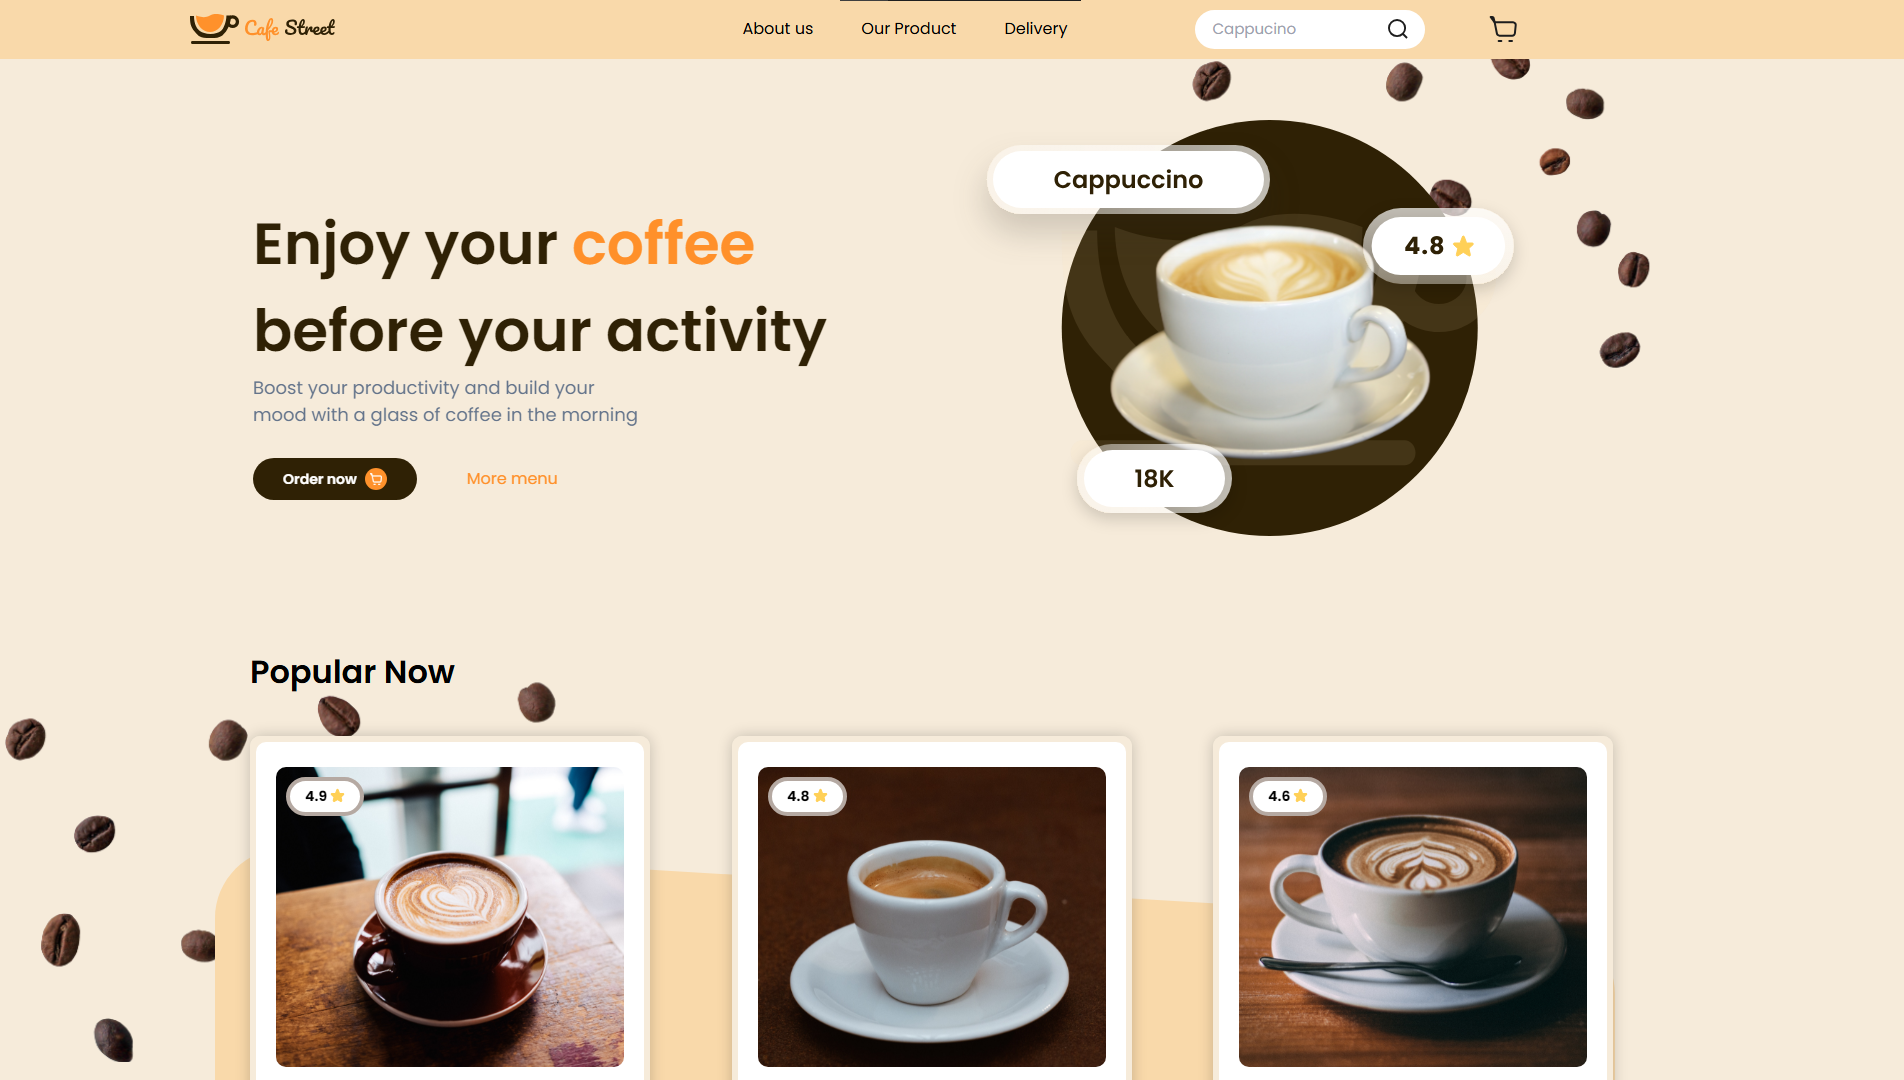 Cafe Street
About us
Our Product
Delivery
Cappucino
Cappuccino
4.8
18K
Enjoy your coffee
before your activity
Boost your productivity and build your
mood with a glass of coffee in the morning
Order now
More menu
Popular Now
4.9
4.8
4.6